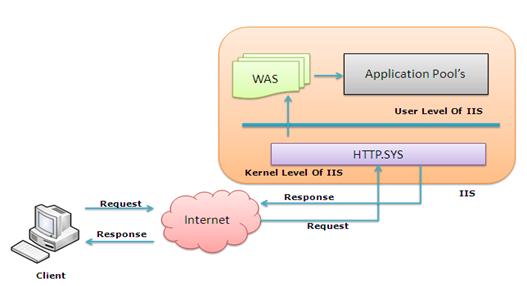 WAS
Application Pool's
User Level Of IIS
HTTP.SYS
Kernel Level Of IIS
IIS
Response
Request
Request
Internet
Response
Client